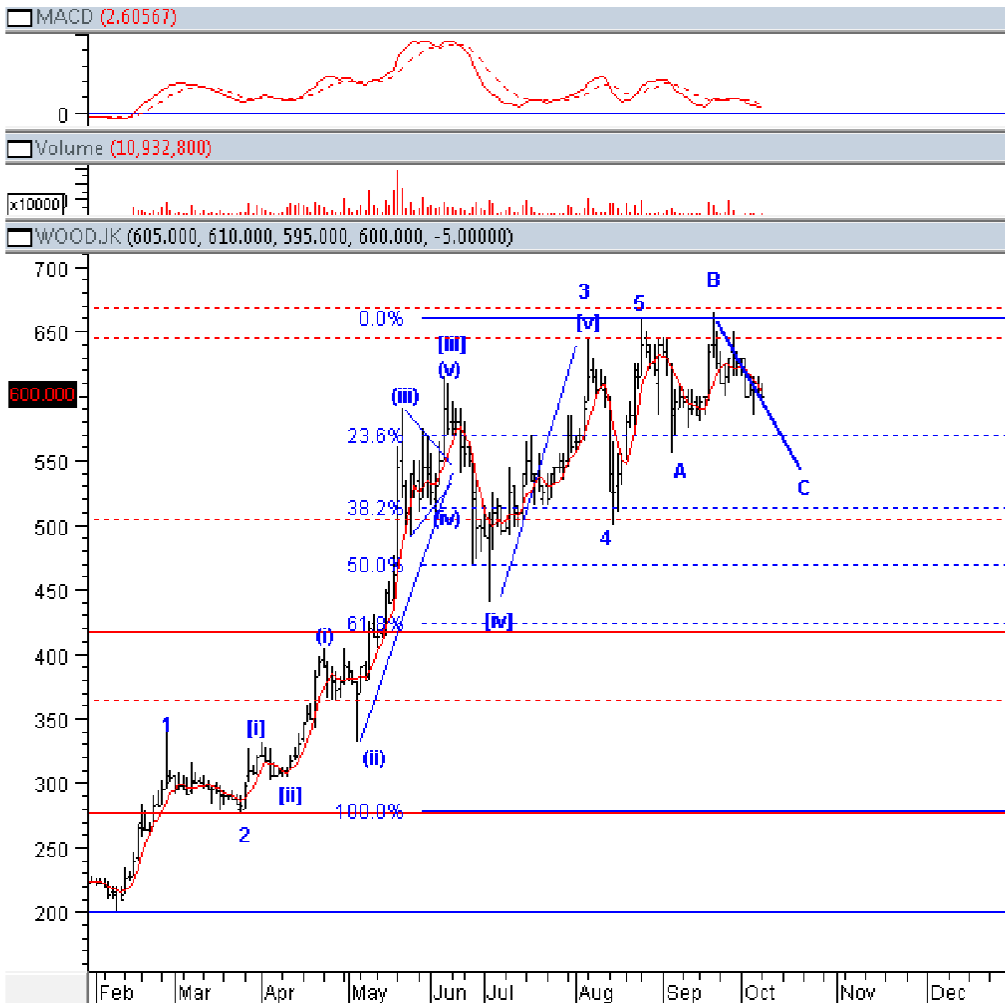 MACD (2.60567)
0
Volume (10,932,800)
x10000
WOOD.JK (605.000, 610.000, 595.000, 600.000, -5.00000)
700
B
3
5
0.0%
[v]
650
[iii]
(v)
(iii)
600.000
23.6%
550
A
C
38.2%
500
(iv)
4
50.0%
450
[iv]
61.8%
(i)
400
350
1
[i]
(ii)
[ii]
300
100.0%
2
250
200
Feb Mar Apr May Jun Jul Aug Sep Oct Nov Dec